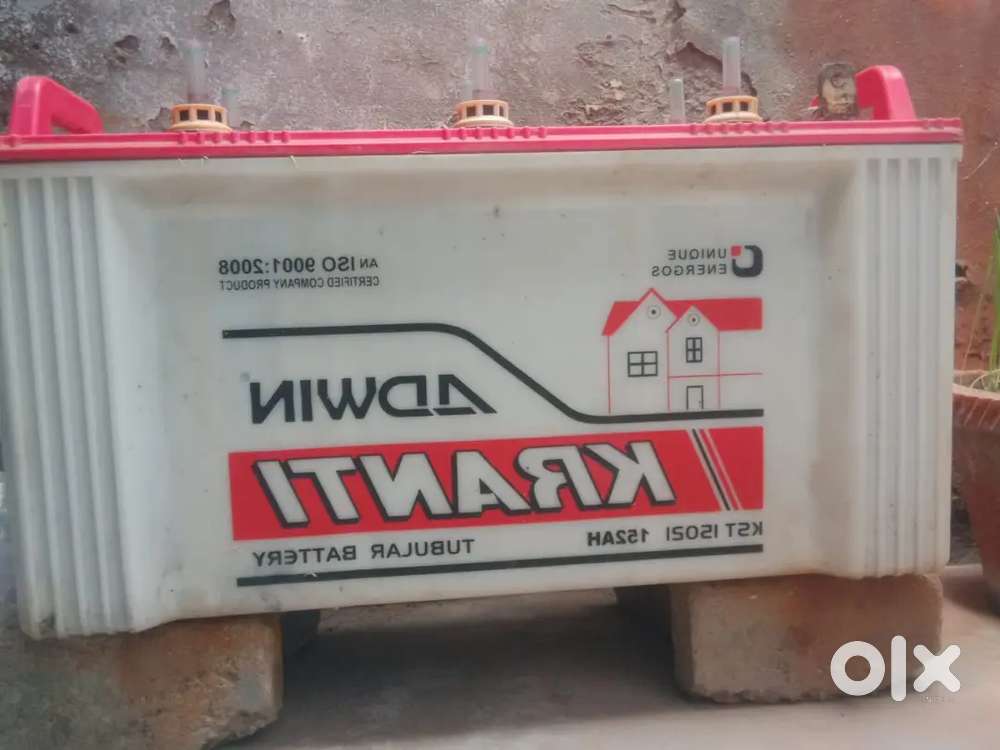 AN ISO 9001:2008
CERTIFIED COMPANY PRODUCT
UNIQUE
ENERGOS
ADWIN
KRANTI
KST 15021 152AH TUBULAR BATTERY
olx